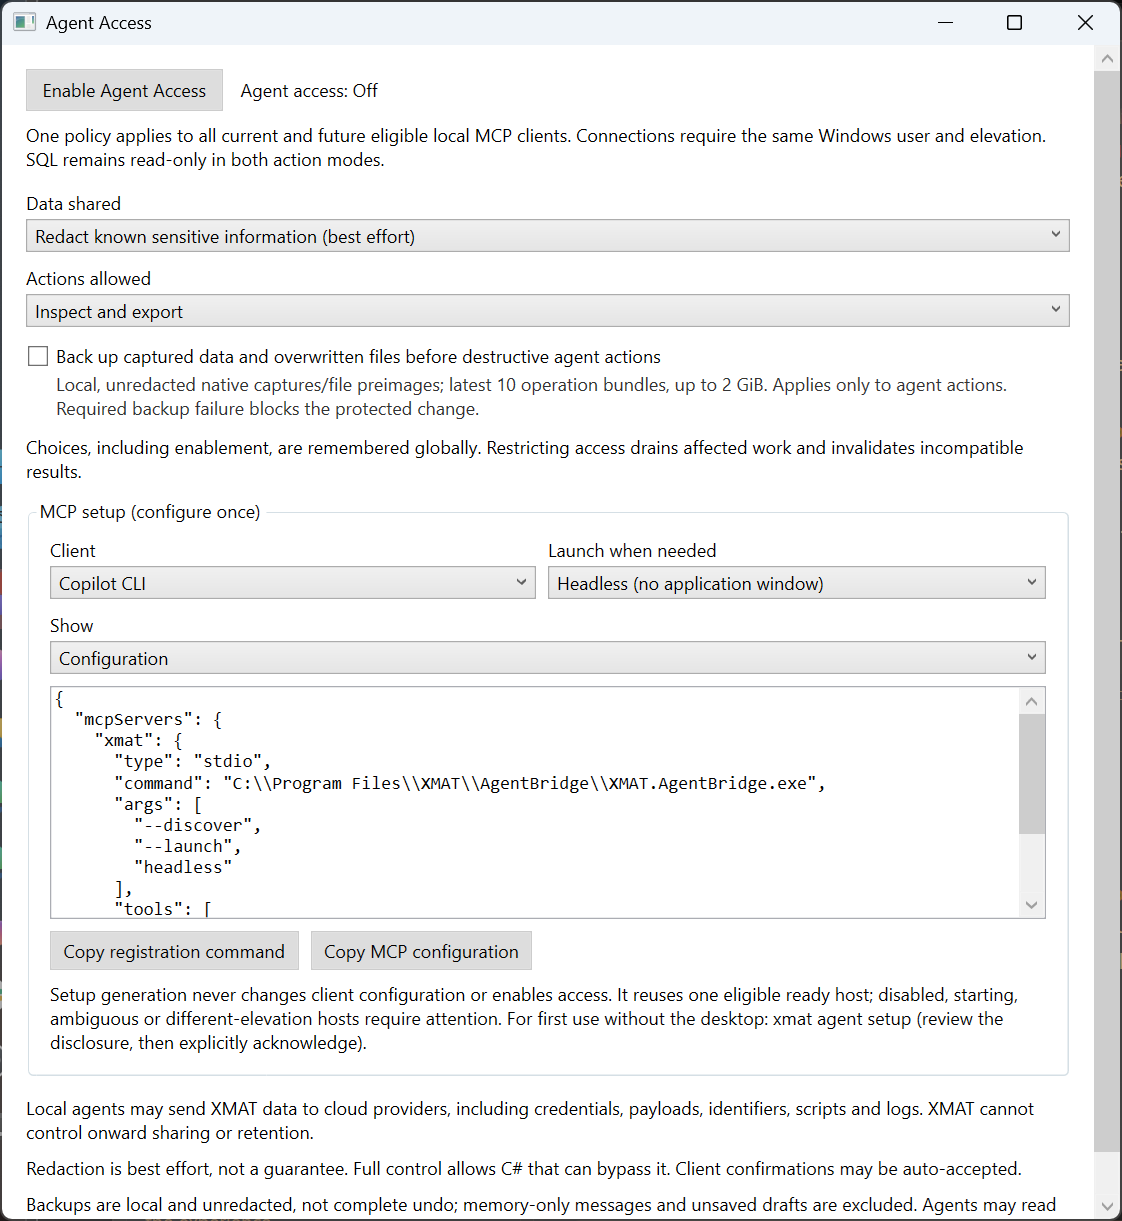 Agent Access
Enable Agent Access
Agent access: Off
One policy applies to all current and future eligible local MCP clients. Connections require the same Windows user and elevation.
SQL remains read-only in both action modes.
Data shared
Redact known sensitive information (best effort)
Actions allowed
Inspect and export
Back up captured data and overwritten files before destructive agent actions
Local, unredacted native captures/file preimages; latest 10 operation bundles, up to 2 GiB. Applies only to agent actions.
Required backup failure blocks the protected change.
Choices, including enablement, are remembered globally. Restricting access drains affected work and invalidates incompatible
results.
MCP setup (configure once)
Client
Launch when needed
Copilot CLI
Headless (no application window)
Show
Configuration
{
"mcpServers": {
"xmat": {
"type": "stdio",
"command": "C:\\Program Files\\XMAT\\AgentBridge\\XMAT.AgentBridge.exe",
"args": [
"--discover",
"--launch",
"headless"
],
"tools": [
Copy registration command
Copy MCP configuration
Setup generation never changes client configuration or enables access. It reuses one eligible ready host; disabled, starting,
ambiguous or different-elevation hosts require attention. For first use without the desktop: xmat agent setup (review the
disclosure, then explicitly acknowledge).
Local agents may send XMAT data to cloud providers, including credentials, payloads, identifiers, scripts and logs. XMAT cannot
control onward sharing or retention.
Redaction is best effort, not a guarantee. Full control allows C# that can bypass it. Client confirmations may be auto-accepted.
Backups are local and unredacted, not complete undo; memory-only messages and unsaved drafts are excluded. Agents may read